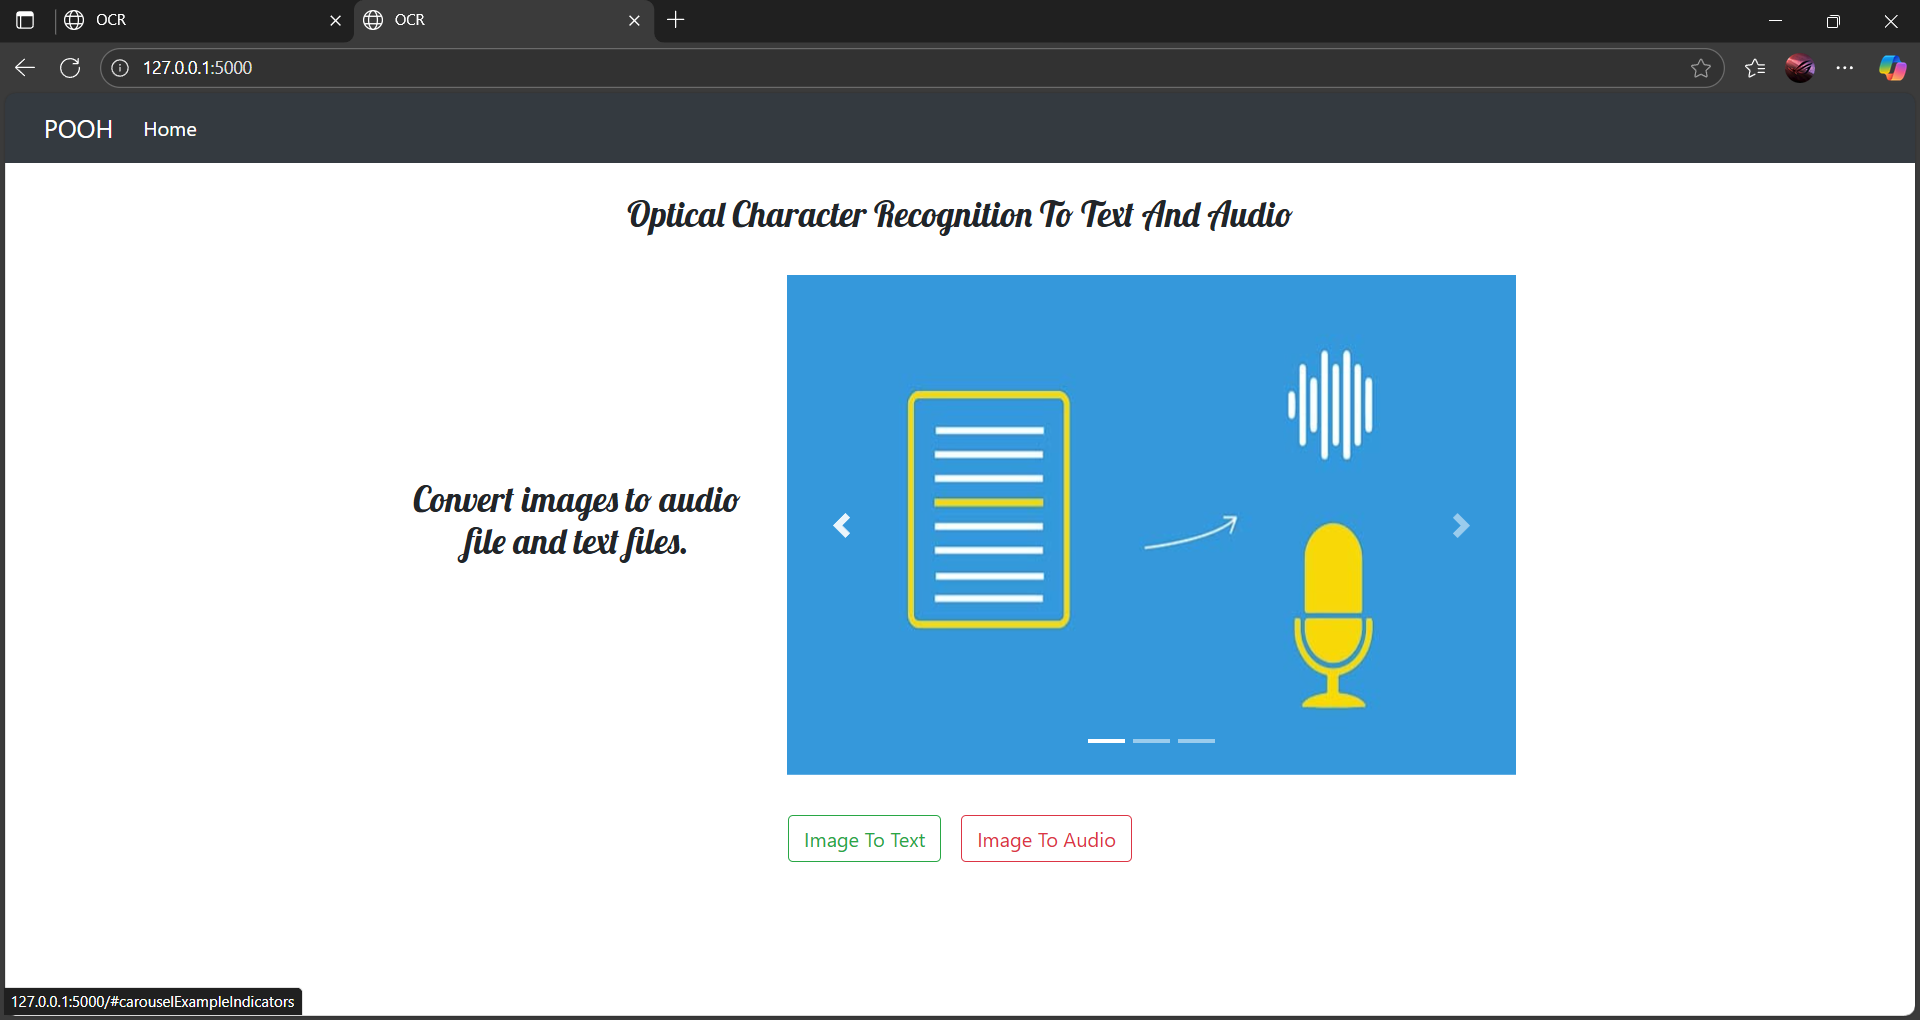 OCR
OCR
127.0.0.1:5000
POOH Home
Optical Character Recognition To Text And Audio
Convert images to audio
file and text files.
Image To Text Image To Audio
127.0.0.1:5000/#carouselExampleIndicators